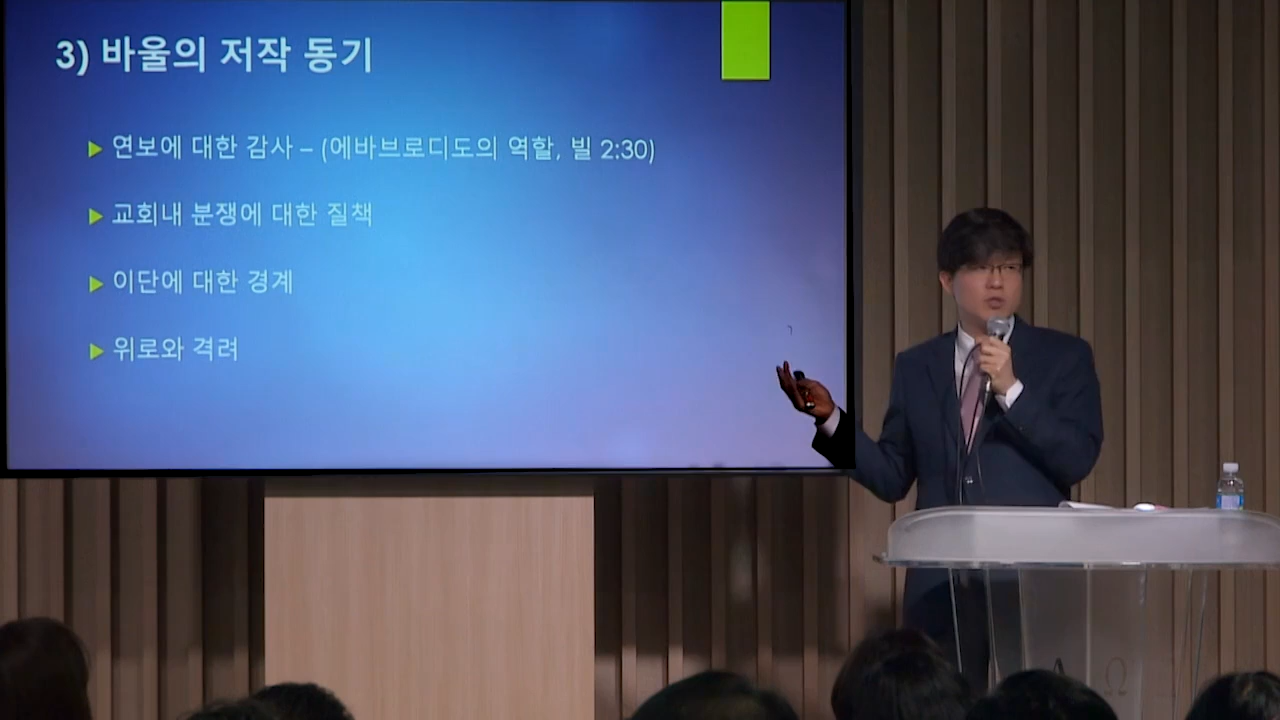 3) 바울의 저작 동기
연보에 대한 감사 – (에바브로디도의 역할, 빌 2:30)
교회내 분쟁에 대한 질책
이단에 대한 경계
위로와 격려
Α Ω